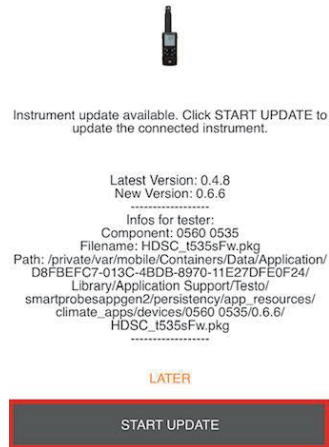 Instrument update available. Click START UPDATE to
update the connected instrument.
Latest Version: 0.4.8
New Version: 0.6.6
------------------
Infos for tester:
Component: 0560 0535
Filename: HDSC_t535sFw.pkg
Path: /private/var/mobile/Containers/Data/Application/
D8FBEFC7-013C-4BDB-8970-11E27DFE0F24/
Library/Application Support/Testo/
smartprobesappgen2/persistency/app_resources/
climate_apps/devices/0560 0535/0.6.6/
HDSC_t535sFw.pkg
------------------
LATER
START UPDATE